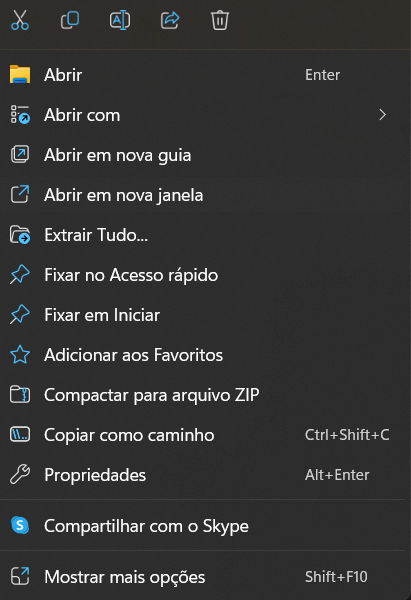 Abrir Enter
Abrir com
Abrir em nova guia
Abrir em nova janela
Extrair Tudo...
Fixar no Acesso rápido
Fixar em Iniciar
Adicionar aos Favoritos
Compactar para arquivo ZIP
Copiar como caminho Ctrl+Shift+C
Propriedades Alt+Enter
Compartilhar com o Skype
Mostrar mais opções Shift+F10